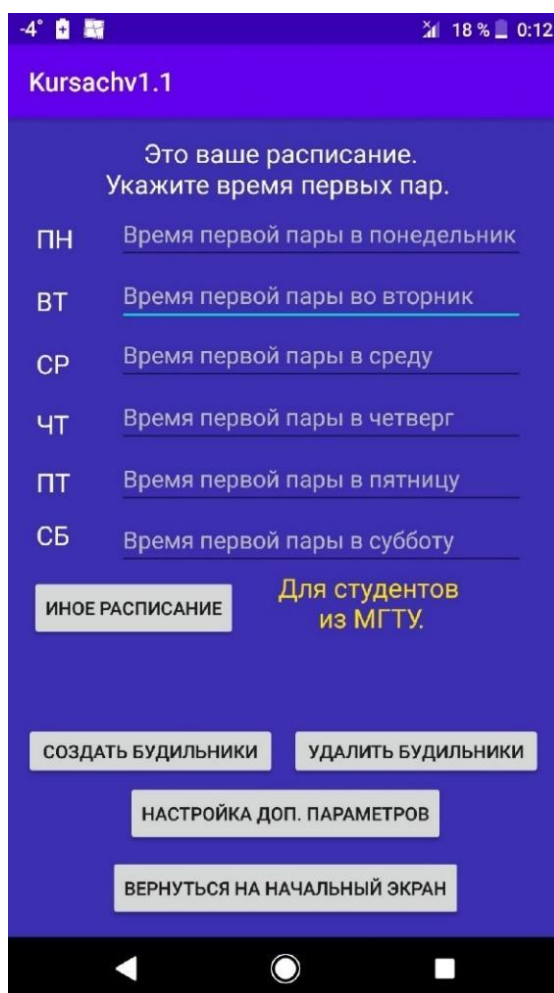 -4° 18 % 0:12
Kursachv1.1
Это ваше расписание.
Укажите время первых пар.
ПН Время первой пары в понедельник
ВТ Время первой пары во вторник
СР Время первой пары в среду
ЧТ Время первой пары в четверг
ПТ Время первой пары в пятницу
СБ Время первой пары в субботу
ИНОЕ РАСПИСАНИЕ
Для студентов
из МГТУ.
СОЗДАТЬ БУДИЛЬНИКИ УДАЛИТЬ БУДИЛЬНИКИ
НАСТРОЙКА ДОП. ПАРАМЕТРОВ
ВЕРНУТЬСЯ НА НАЧАЛЬНЫЙ ЭКРАН